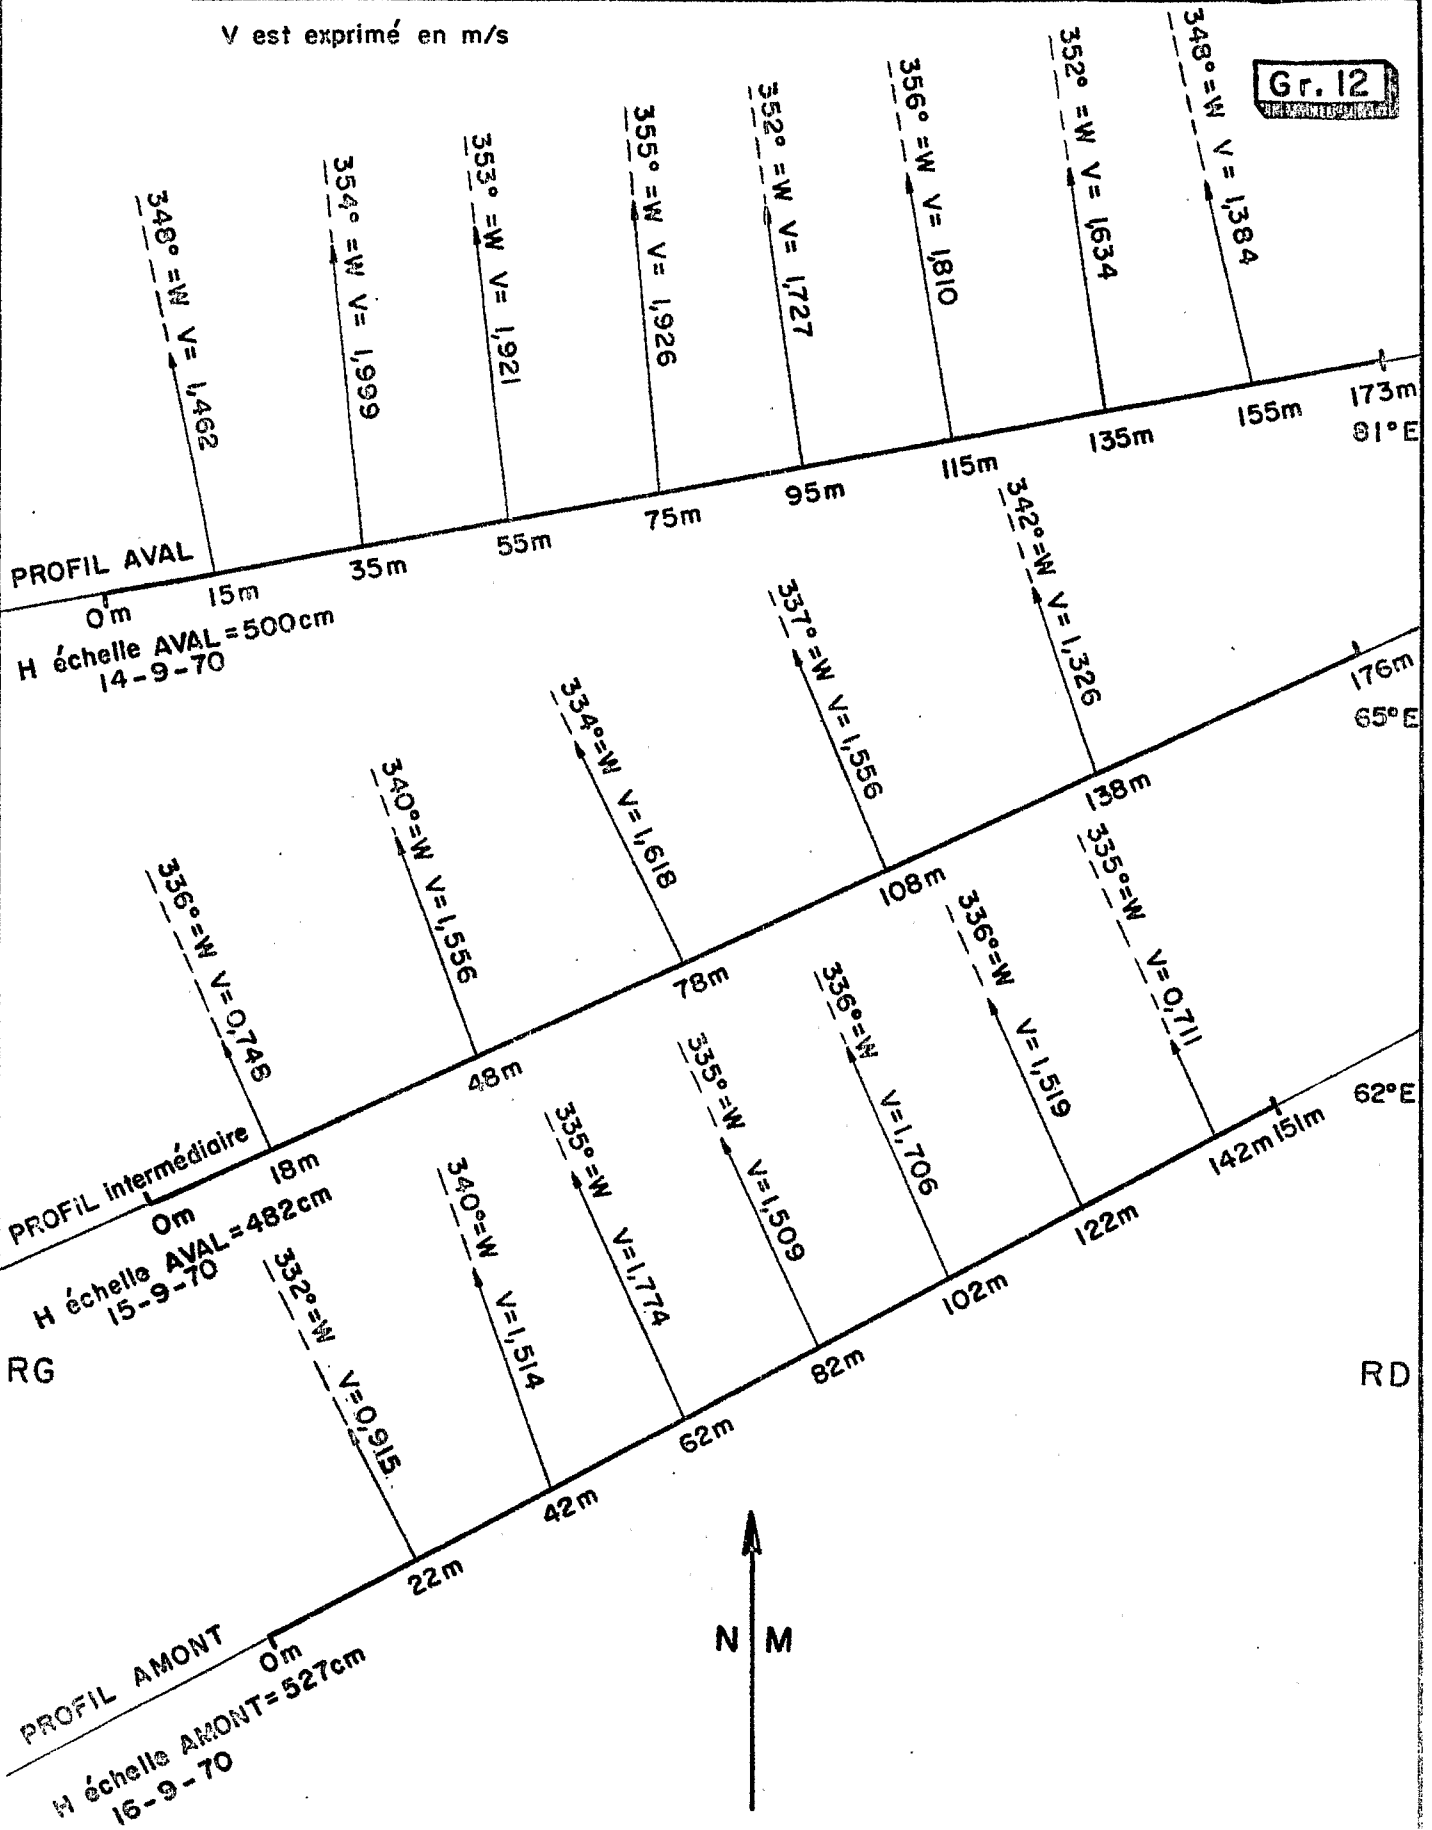 V est exprimé en m/s
Gr. 12
348° = W V = 1,462
354° = W V = 1,999
353° = W V = 1,921
355° = W V = 1,926
352° = W V = 1,727
356° = W V = 1,810
352° = W V = 1,634
348° = W V = 1,384
PROFIL AVAL
0m
15m
35m
55m
75m
95m
115m
135m
155m
173m
81°E
H échelle AVAL = 500cm
14-9-70
336° = W V = 0,748
340° = W V = 1,556
334° = W V = 1,618
337° = W V = 1,556
342° = W V = 1,326
PROFIL intermédiaire
0m
18m
48m
78m
108m
138m
176m
65°E
H échelle AVAL = 482cm
15-9-70
332° = W V = 0,915
340° = W V = 1,514
335° = W V = 1,774
335° = W V = 1,509
336° = W V = 1,706
336° = W V = 1,519
335° = W V = 0,711
RG
RD
PROFIL AMONT
0m
22m
42m
62m
82m
102m
122m
142m
151m
62°E
H échelle AMONT = 527cm
16-9-70
N M